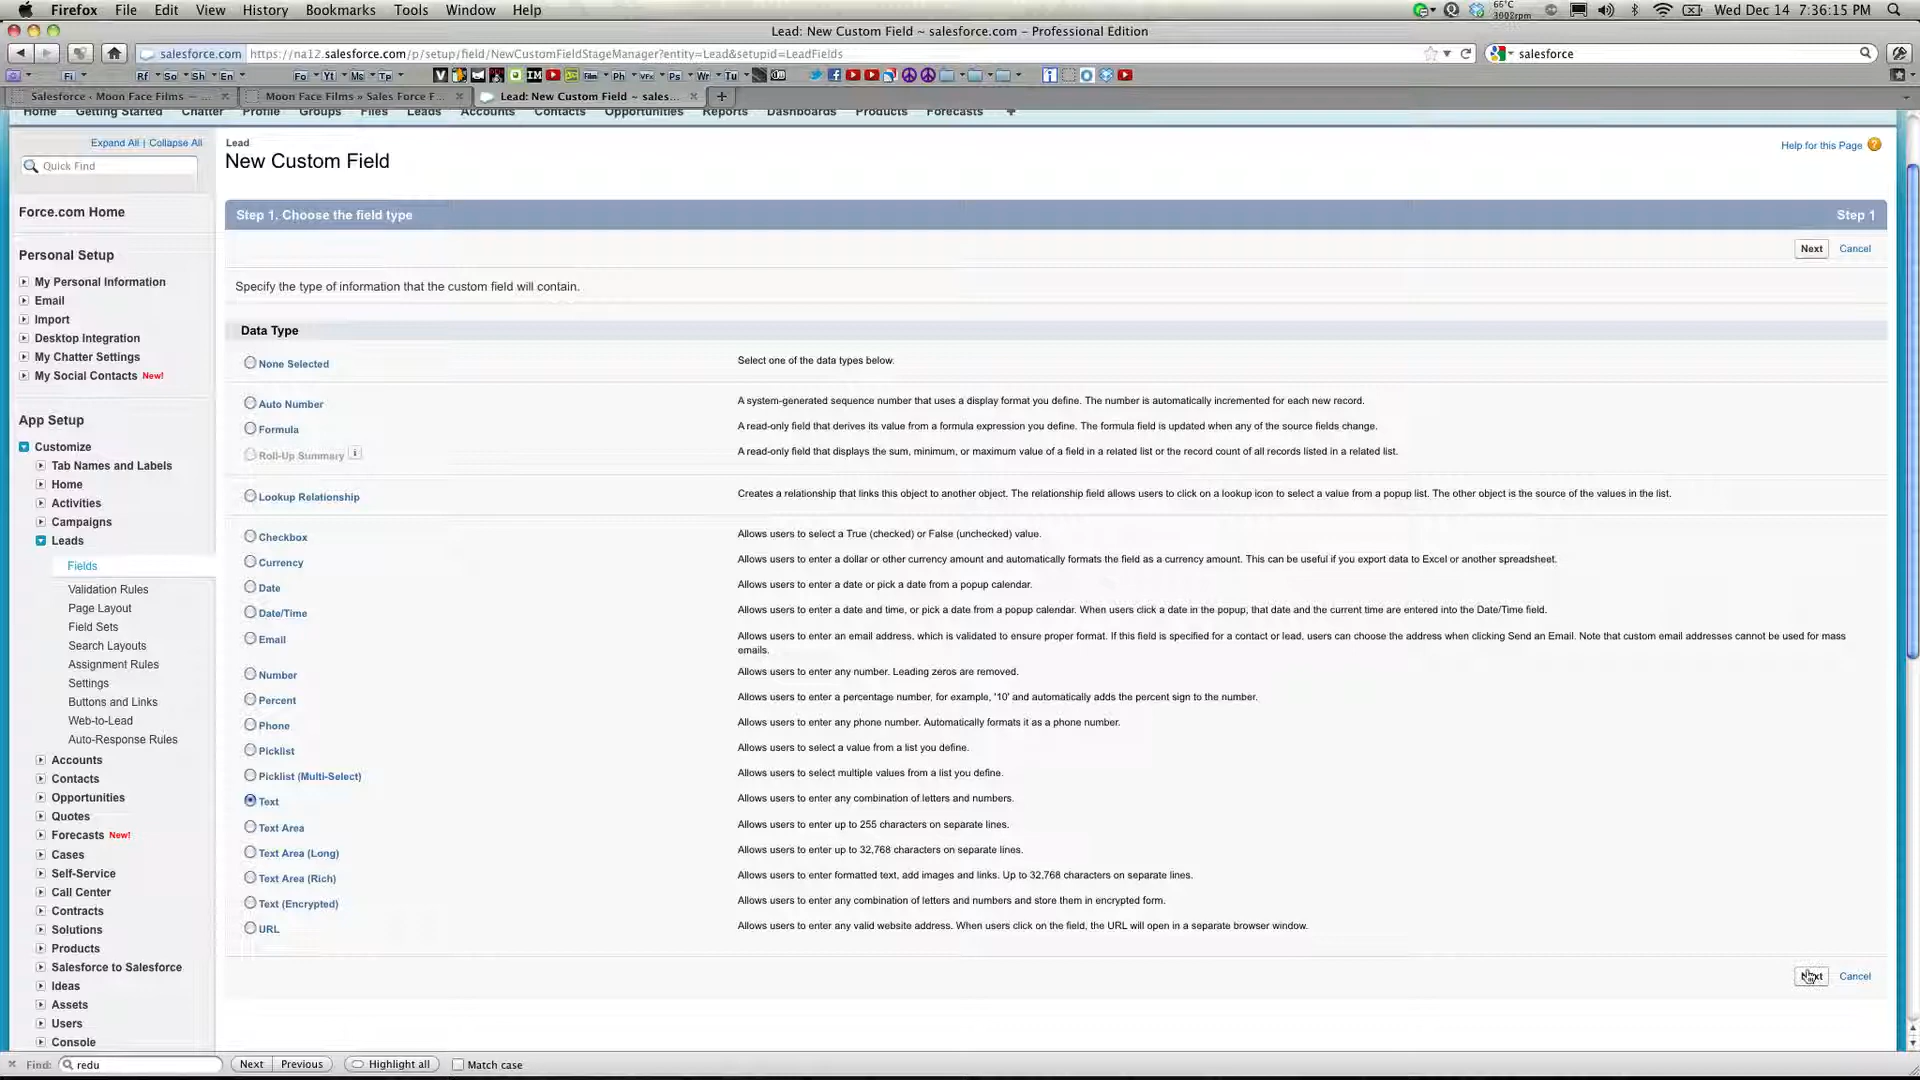 Firefox File Edit View History Bookmarks Tools Window Help
66°C
3002rpm
Wed Dec 14 7:36:15 PM
Lead: New Custom Field ~ salesforce.com - Professional Edition
salesforce.com https://na12.salesforce.com/p/setup/field/NewCustomFieldStageManager?entity=Lead&setupid=LeadFields
salesforce
Fi Rf So Sh En Fo Yt Ms Tp Ph Ps Wr Tu
Salesforce ‹ Moon Face Films — ...
Moon Face Films » Sales Force F...
Lead: New Custom Field ~ sales...
Home Getting Started Chatter Profile Groups Files Leads Accounts Contacts Opportunities Reports Dashboards Products Forecasts +
Expand All | Collapse All
Quick Find
Force.com Home
Personal Setup
My Personal Information
Email
Import
Desktop Integration
My Chatter Settings
My Social Contacts New!
App Setup
Customize
Tab Names and Labels
Home
Activities
Campaigns
Leads
Fields
Validation Rules
Page Layout
Field Sets
Search Layouts
Assignment Rules
Settings
Buttons and Links
Web-to-Lead
Auto-Response Rules
Accounts
Contacts
Opportunities
Quotes
Forecasts New!
Cases
Self-Service
Call Center
Contracts
Solutions
Products
Salesforce to Salesforce
Ideas
Assets
Users
Console
Lead
New Custom Field
Help for this Page
Step 1. Choose the field type
Step 1
Next Cancel
Specify the type of information that the custom field will contain.
Data Type
None Selected Select one of the data types below.
Auto Number A system-generated sequence number that uses a display format you define. The number is automatically incremented for each new record.
Formula A read-only field that derives its value from a formula expression you define. The formula field is updated when any of the source fields change.
Roll-Up Summary i A read-only field that displays the sum, minimum, or maximum value of a field in a related list or the record count of all records listed in a related list.
Lookup Relationship Creates a relationship that links this object to another object. The relationship field allows users to click on a lookup icon to select a value from a popup list. The other object is the source of the values in the list.
Checkbox Allows users to select a True (checked) or False (unchecked) value.
Currency Allows users to enter a dollar or other currency amount and automatically formats the field as a currency amount. This can be useful if you export data to Excel or another spreadsheet.
Date Allows users to enter a date or pick a date from a popup calendar.
Date/Time Allows users to enter a date and time, or pick a date from a popup calendar. When users click a date in the popup, that date and the current time are entered into the Date/Time field.
Email Allows users to enter an email address, which is validated to ensure proper format. If this field is specified for a contact or lead, users can choose the address when clicking Send an Email. Note that custom email addresses cannot be used for mass
emails.
Number Allows users to enter any number. Leading zeros are removed.
Percent Allows users to enter a percentage number, for example, '10' and automatically adds the percent sign to the number.
Phone Allows users to enter any phone number. Automatically formats it as a phone number.
Picklist Allows users to select a value from a list you define.
Picklist (Multi-Select) Allows users to select multiple values from a list you define.
Text Allows users to enter any combination of letters and numbers.
Text Area Allows users to enter up to 255 characters on separate lines.
Text Area (Long) Allows users to enter up to 32,768 characters on separate lines.
Text Area (Rich) Allows users to enter formatted text, add images and links. Up to 32,768 characters on separate lines.
Text (Encrypted) Allows users to enter any combination of letters and numbers and store them in encrypted form.
URL Allows users to enter any valid website address. When users click on the field, the URL will open in a separate browser window.
Next Cancel
Find: redu Next Previous Highlight all Match case